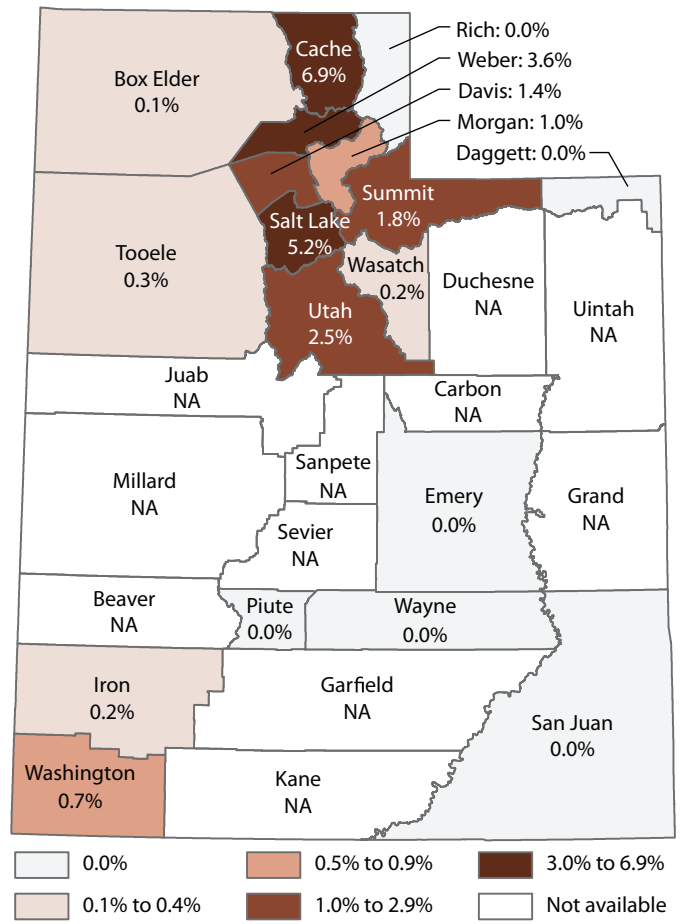 Rich: 0.0%
Cache
6.9%
Weber: 3.6%
Box Elder
0.1%
Davis: 1.4%
Morgan: 1.0%
Daggett: 0.0%
Summit
1.8%
Salt Lake
5.2%
Tooele
0.3%
Wasatch
0.2%
Duchesne
NA
Uintah
NA
Utah
2.5%
Juab
NA
Carbon
NA
Sanpete
NA
Millard
NA
Emery
0.0%
Grand
NA
Sevier
NA
Beaver
NA
Piute
0.0%
Wayne
0.0%
Iron
0.2%
Garfield
NA
San Juan
0.0%
Washington
0.7%
Kane
NA
0.0%
0.5% to 0.9%
3.0% to 6.9%
0.1% to 0.4%
1.0% to 2.9%
Not available